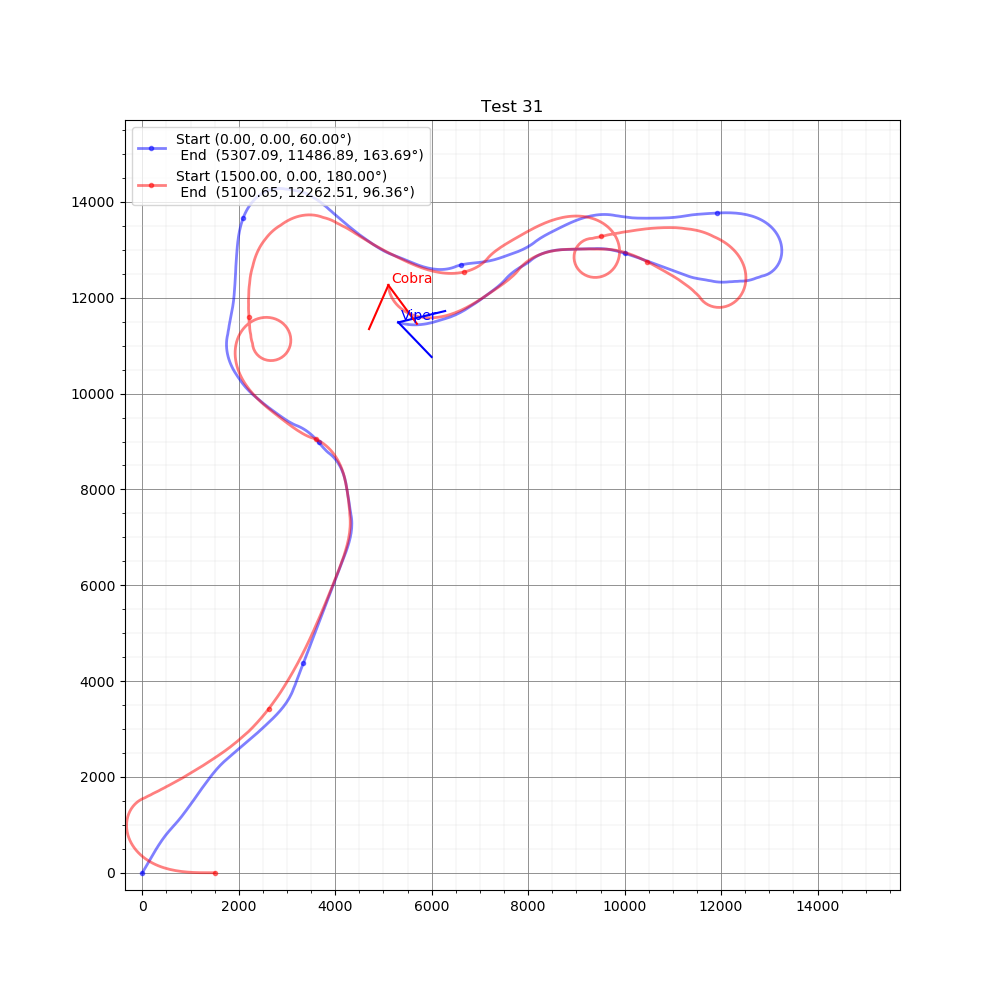 Test 31
Start (0.00, 0.00, 60.00°)
End (5307.09, 11486.89, 163.69°)
Start (1500.00, 0.00, 180.00°)
End (5100.65, 12262.51, 96.36°)
14000
12000
10000
8000
6000
4000
2000
0
Cobra
Viper
0 2000 4000 6000 8000 10000 12000 14000